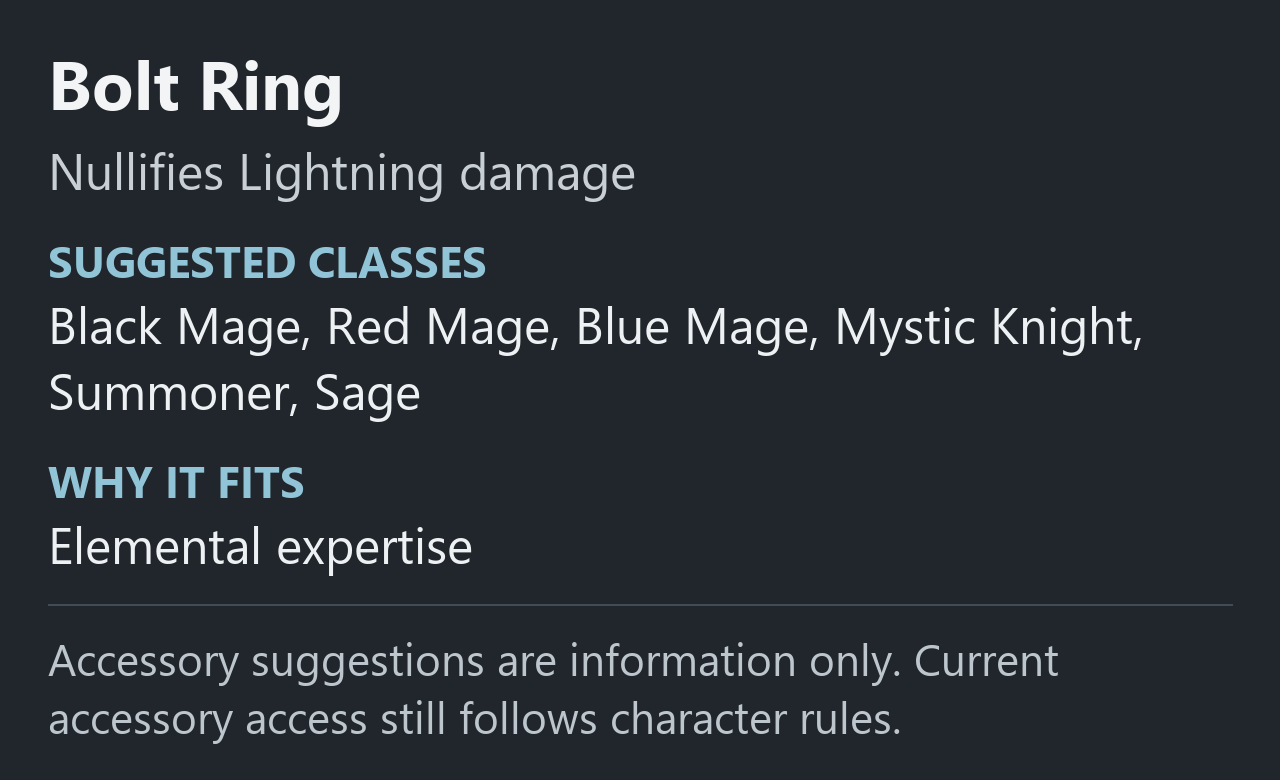 Bolt Ring
Nullifies Lightning damage
SUGGESTED CLASSES
Black Mage, Red Mage, Blue Mage, Mystic Knight,
Summoner, Sage
WHY IT FITS
Elemental expertise
Accessory suggestions are information only. Current
accessory access still follows character rules.